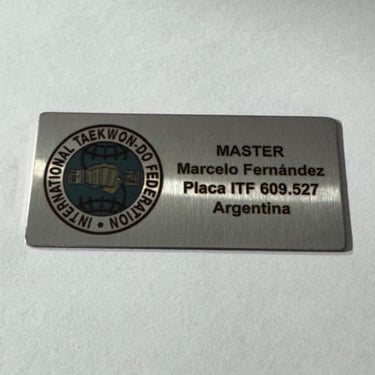 INTERNATIONAL TAEKWON-DO FEDERATION •
MASTER
Marcelo Fernández
Placa ITF 609.527
Argentina